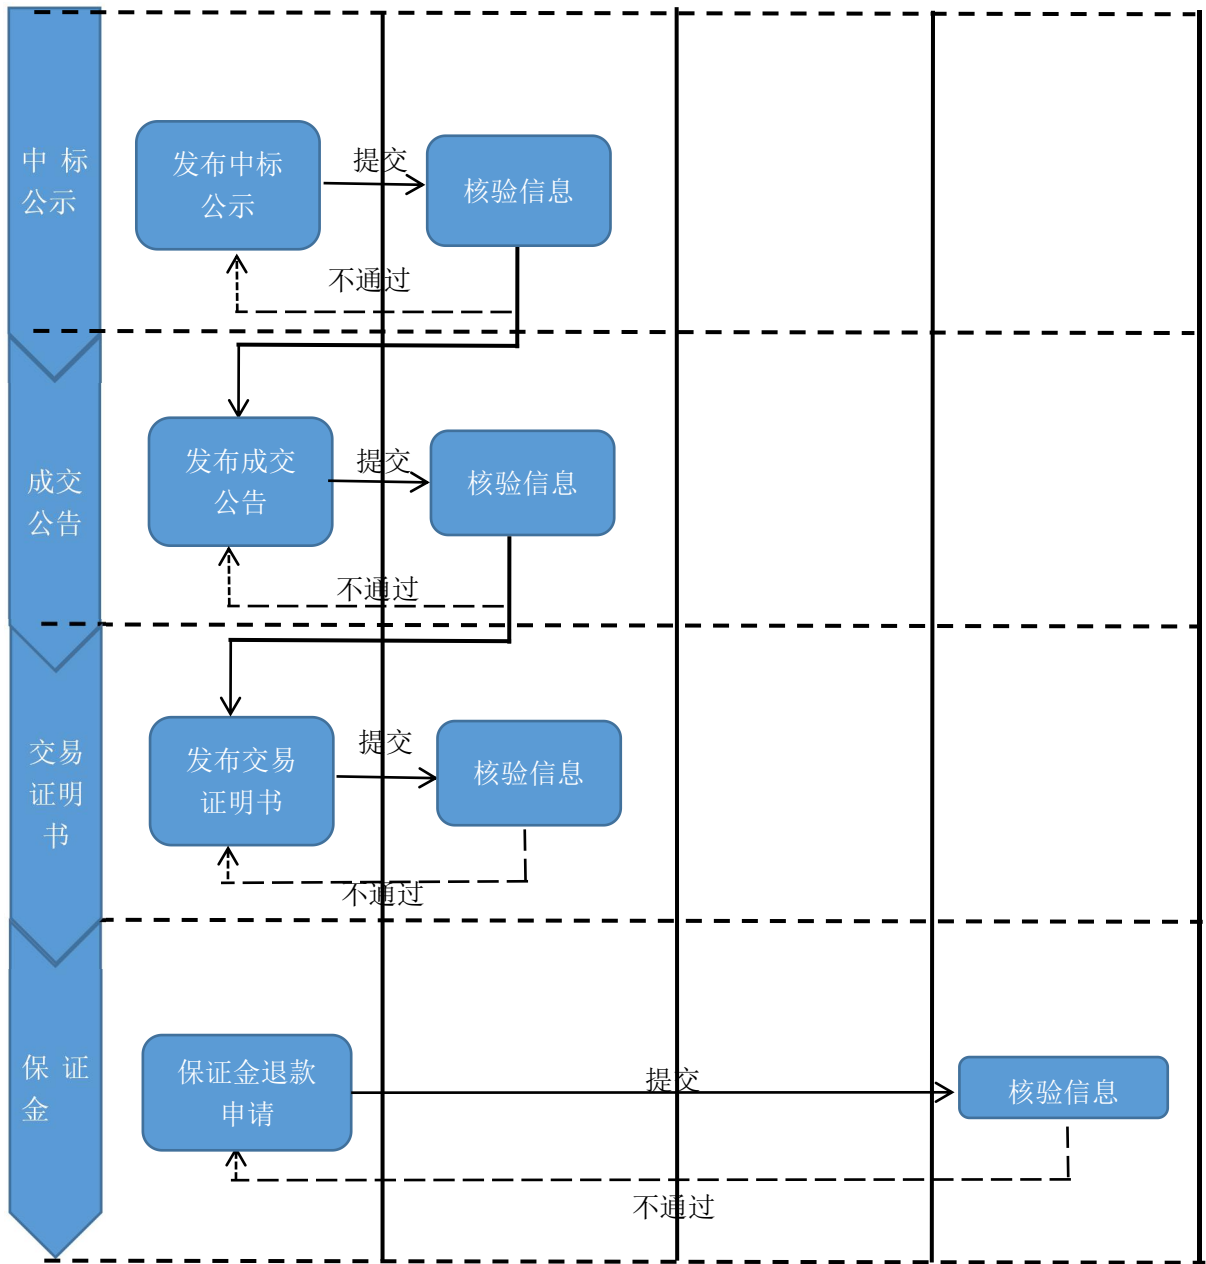 中 标
公示
发布中标
公示
提交
核验信息
不通过
成交
公告
发布成交
公告
提交
核验信息
不通过
交易
证明
书
发布交易
证明书
提交
核验信息
不通过
保 证
金
保证金退款
申请
提交
核验信息
不通过